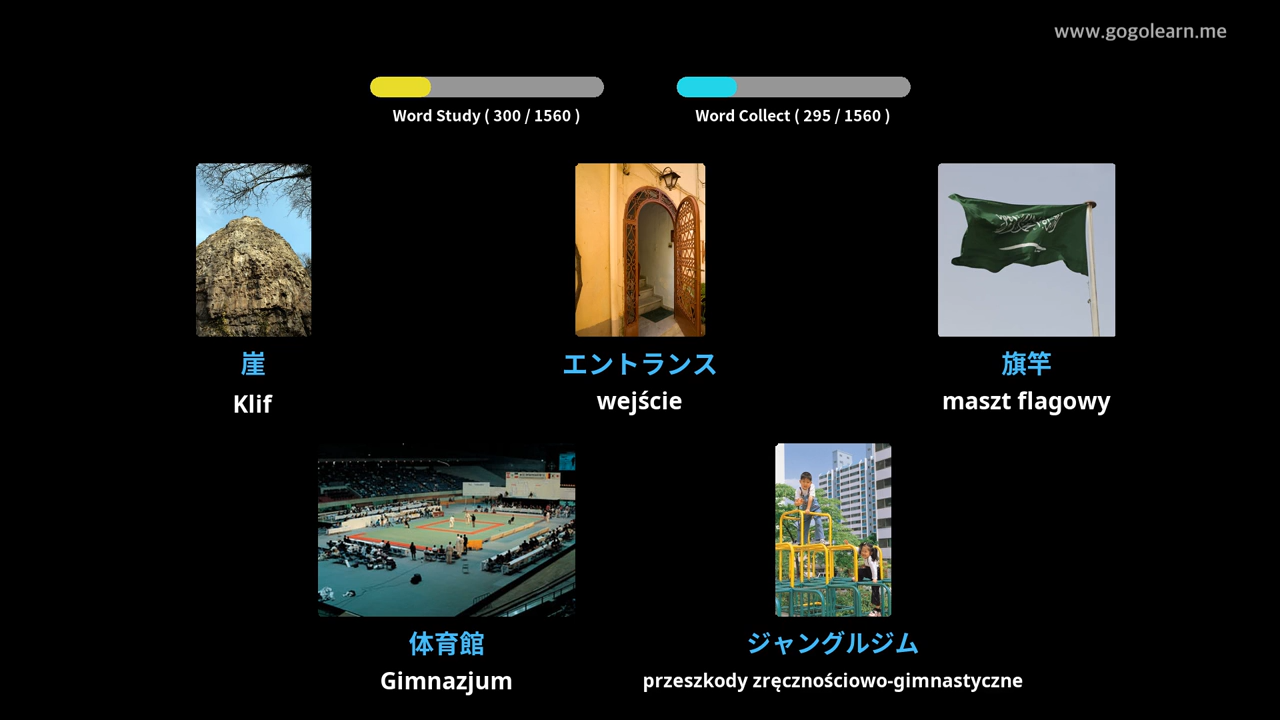 www.gogolearn.me
Word Study ( 300 / 1560 )
Word Collect ( 295 / 1560 )
崖
Klif
エントランス
wejście
旗竿
maszt flagowy
体育館
Gimnazjum
ジャングルジム
przeszkody zręcznościowo-gimnastyczne